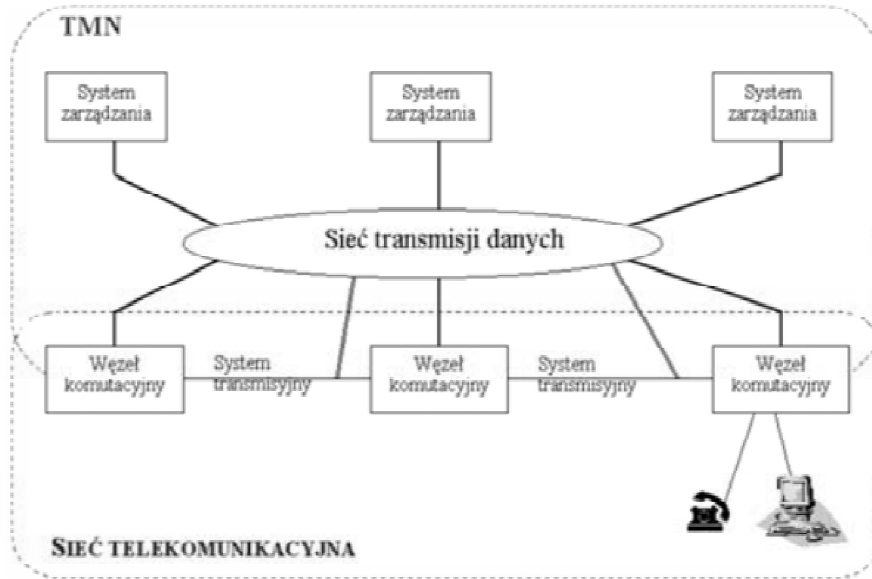 TMN
System
zarządzania
System
zarządzania
System
zarządzania
Sieć transmisji danych
Węzeł
komutacyjny
System
transmisyjny
Węzeł
komutacyjny
System
transmisyjny
Węzeł
komutacyjny
SIEĆ TELEKOMUNIKACYJNA